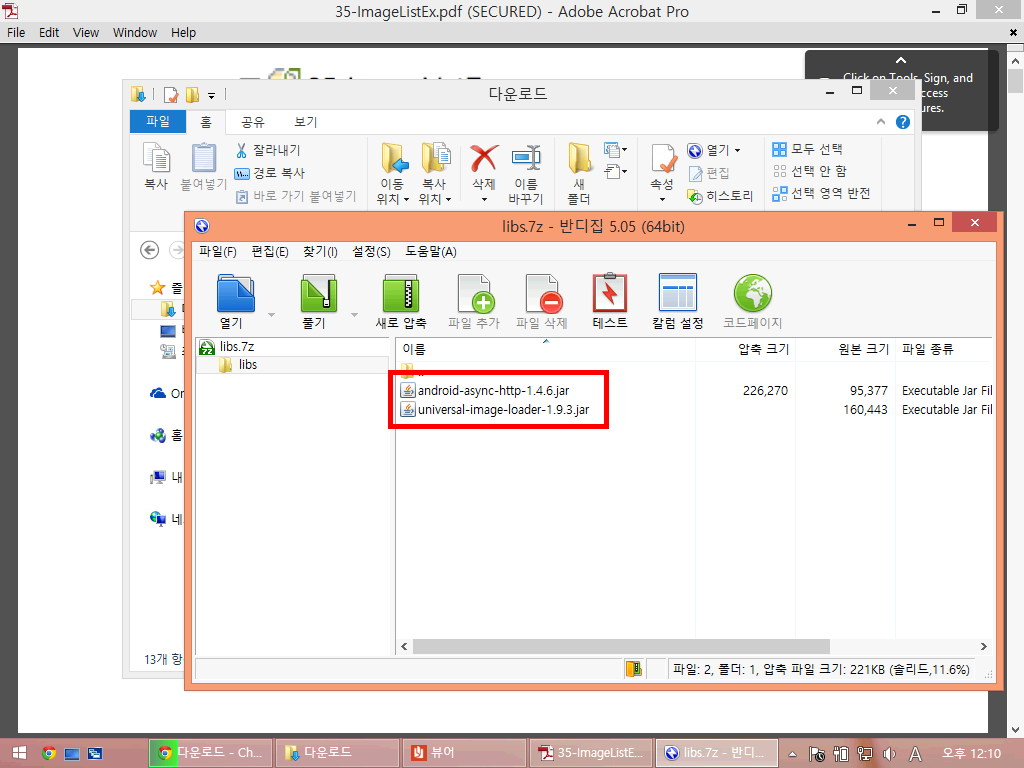 35-ImageListEx.pdf (SECURED) - Adobe Acrobat Pro
File Edit View Window Help
Click on Tools, Sign, and
다운로드
파일 홈 공유 보기
복사
붙여넣기
잘라내기
경로 복사
바로 가기 붙여넣기
이동
위치
복사
위치
삭제
이름
바꾸기
새
폴더
속성
열기
편집
히스토리
모두 선택
선택 안 함
선택 영역 반전
libs.7z - 반디집 5.05 (64bit)
파일(F) 편집(E) 찾기(I) 설정(S) 도움말(A)
열기 풀기 새로 압축 파일 추가 파일 삭제 테스트 칼럼 설정 코드페이지
libs.7z
libs
이름 압축 크기 원본 크기 파일 종류
..
android-async-http-1.4.6.jar 226,270 95,377 Executable Jar Fil
universal-image-loader-1.9.3.jar 160,443 Executable Jar Fil
13개 항
파일: 2, 폴더: 1, 압축 파일 크기: 221KB (솔리드,11.6%)
다운로드 - Ch... 다운로드 뷰어 35-ImageListE... libs.7z - 반디... A 오후 12:10